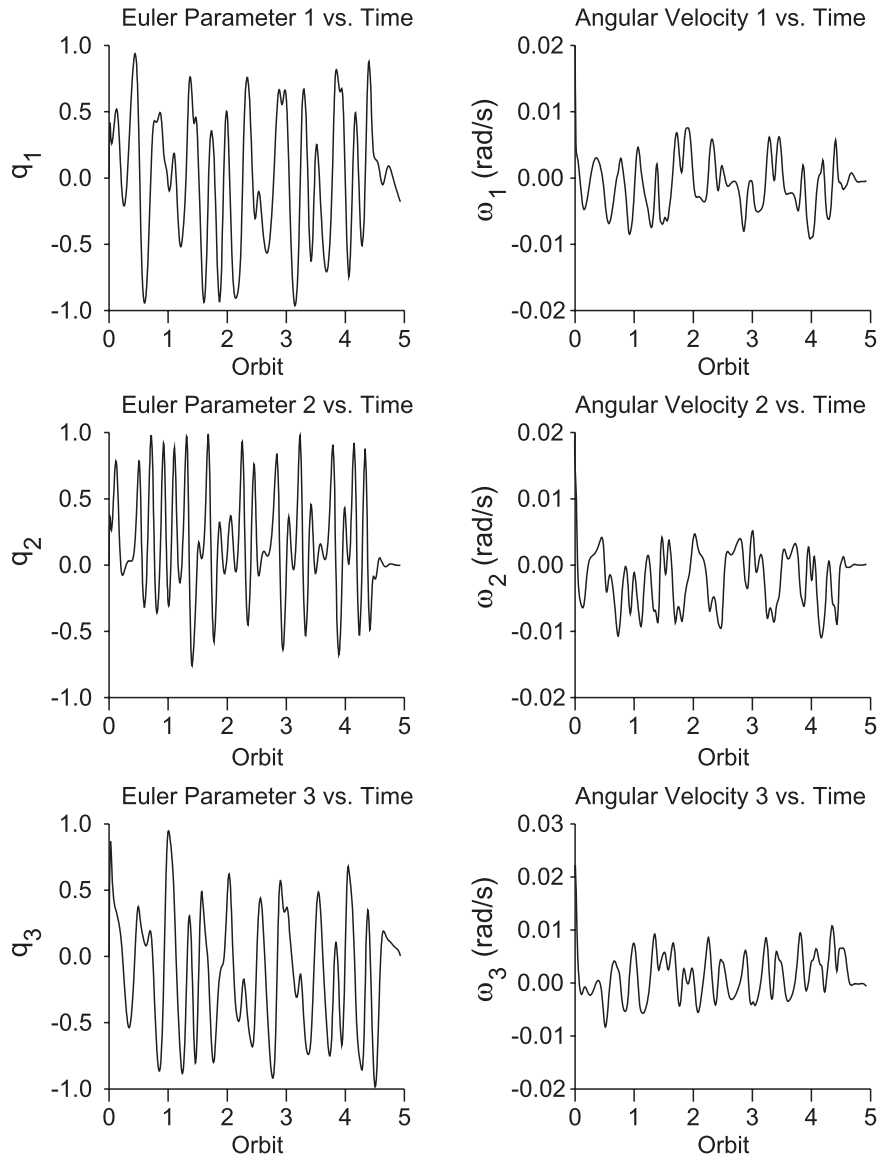 Euler Parameter 1 vs. Time
1.0
0.5
0.0
-0.5
-1.0
q1
0 1 2 3 4 5
Orbit
Angular Velocity 1 vs. Time
0.02
0.01
0.00
-0.01
-0.02
ω1 (rad/s)
0 1 2 3 4 5
Orbit
Euler Parameter 2 vs. Time
1.0
0.5
0.0
-0.5
-1.0
q2
0 1 2 3 4 5
Orbit
Angular Velocity 2 vs. Time
0.02
0.01
0.00
-0.01
-0.02
ω2 (rad/s)
0 1 2 3 4 5
Orbit
Euler Parameter 3 vs. Time
1.0
0.5
0.0
-0.5
-1.0
q3
0 1 2 3 4 5
Orbit
Angular Velocity 3 vs. Time
0.03
0.02
0.01
0.00
-0.01
-0.02
ω3 (rad/s)
0 1 2 3 4 5
Orbit